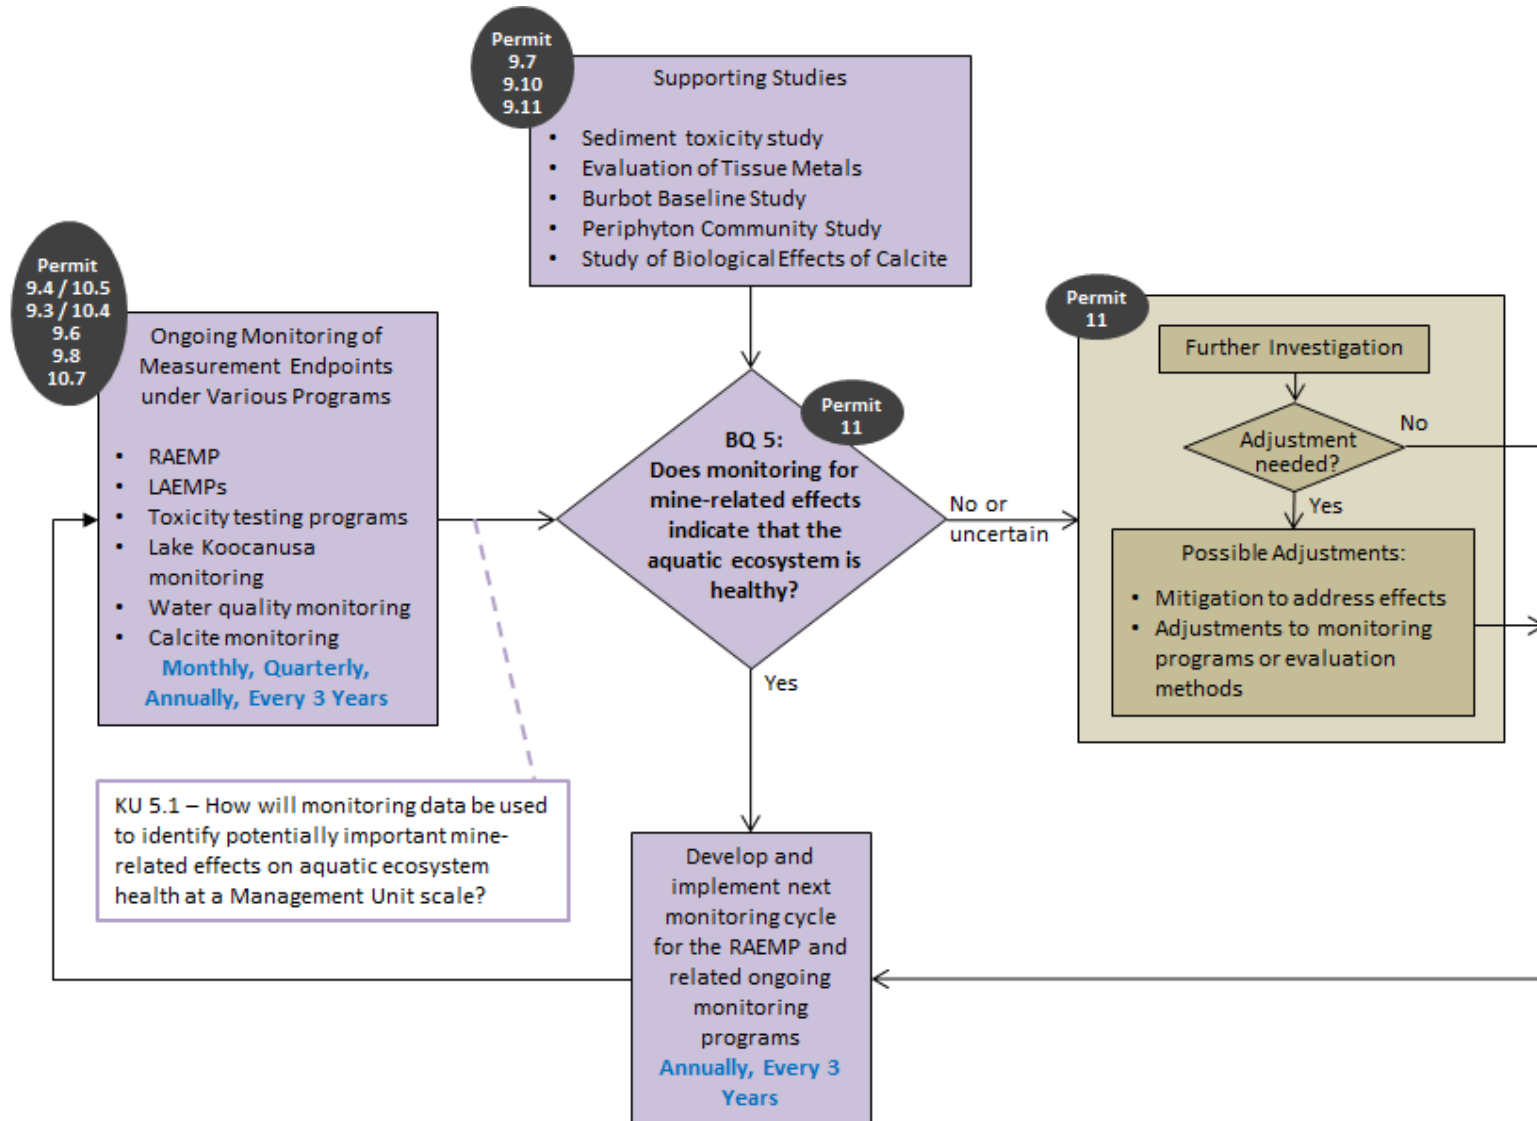 Permit
9.7
9.10
9.11
Supporting Studies
• Sediment toxicity study
• Evaluation of Tissue Metals
• Burbot Baseline Study
• Periphyton Community Study
• Study of Biological Effects of Calcite
Permit
9.4 / 10.5
9.3 / 10.4
9.6
9.8
10.7
Ongoing Monitoring of
Measurement Endpoints
under Various Programs
• RAEMP
• LAEMPs
• Toxicity testing programs
• Lake Koocanusa
monitoring
• Water quality monitoring
• Calcite monitoring
Monthly, Quarterly,
Annually, Every 3 Years
Permit
11
BQ 5:
Does monitoring for
mine-related effects
indicate that the
aquatic ecosystem is
healthy?
No or
uncertain
Yes
Permit
11
Further Investigation
Adjustment
needed?
No
Yes
Possible Adjustments:
• Mitigation to address effects
• Adjustments to monitoring
programs or evaluation
methods
KU 5.1 – How will monitoring data be used
to identify potentially important mine-
related effects on aquatic ecosystem
health at a Management Unit scale?
Develop and
implement next
monitoring cycle
for the RAEMP and
related ongoing
monitoring
programs
Annually, Every 3
Years